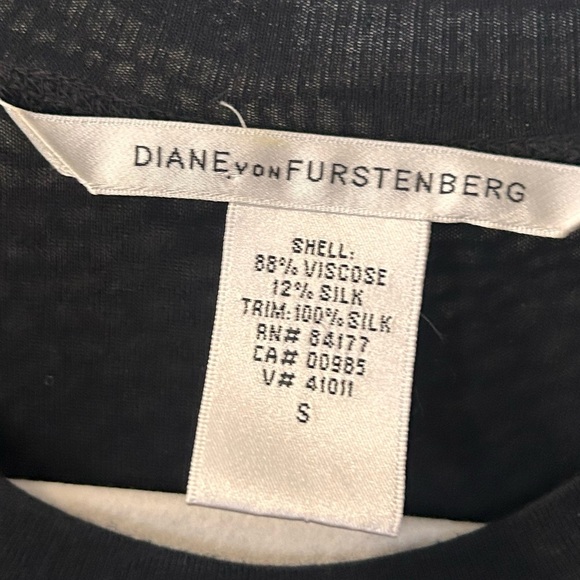 DIANE VON FURSTENBERG
SHELL:
88% VISCOSE
12% SILK
TRIM:100% SILK
RN# 84177
CA# 00985
V# 41011
S